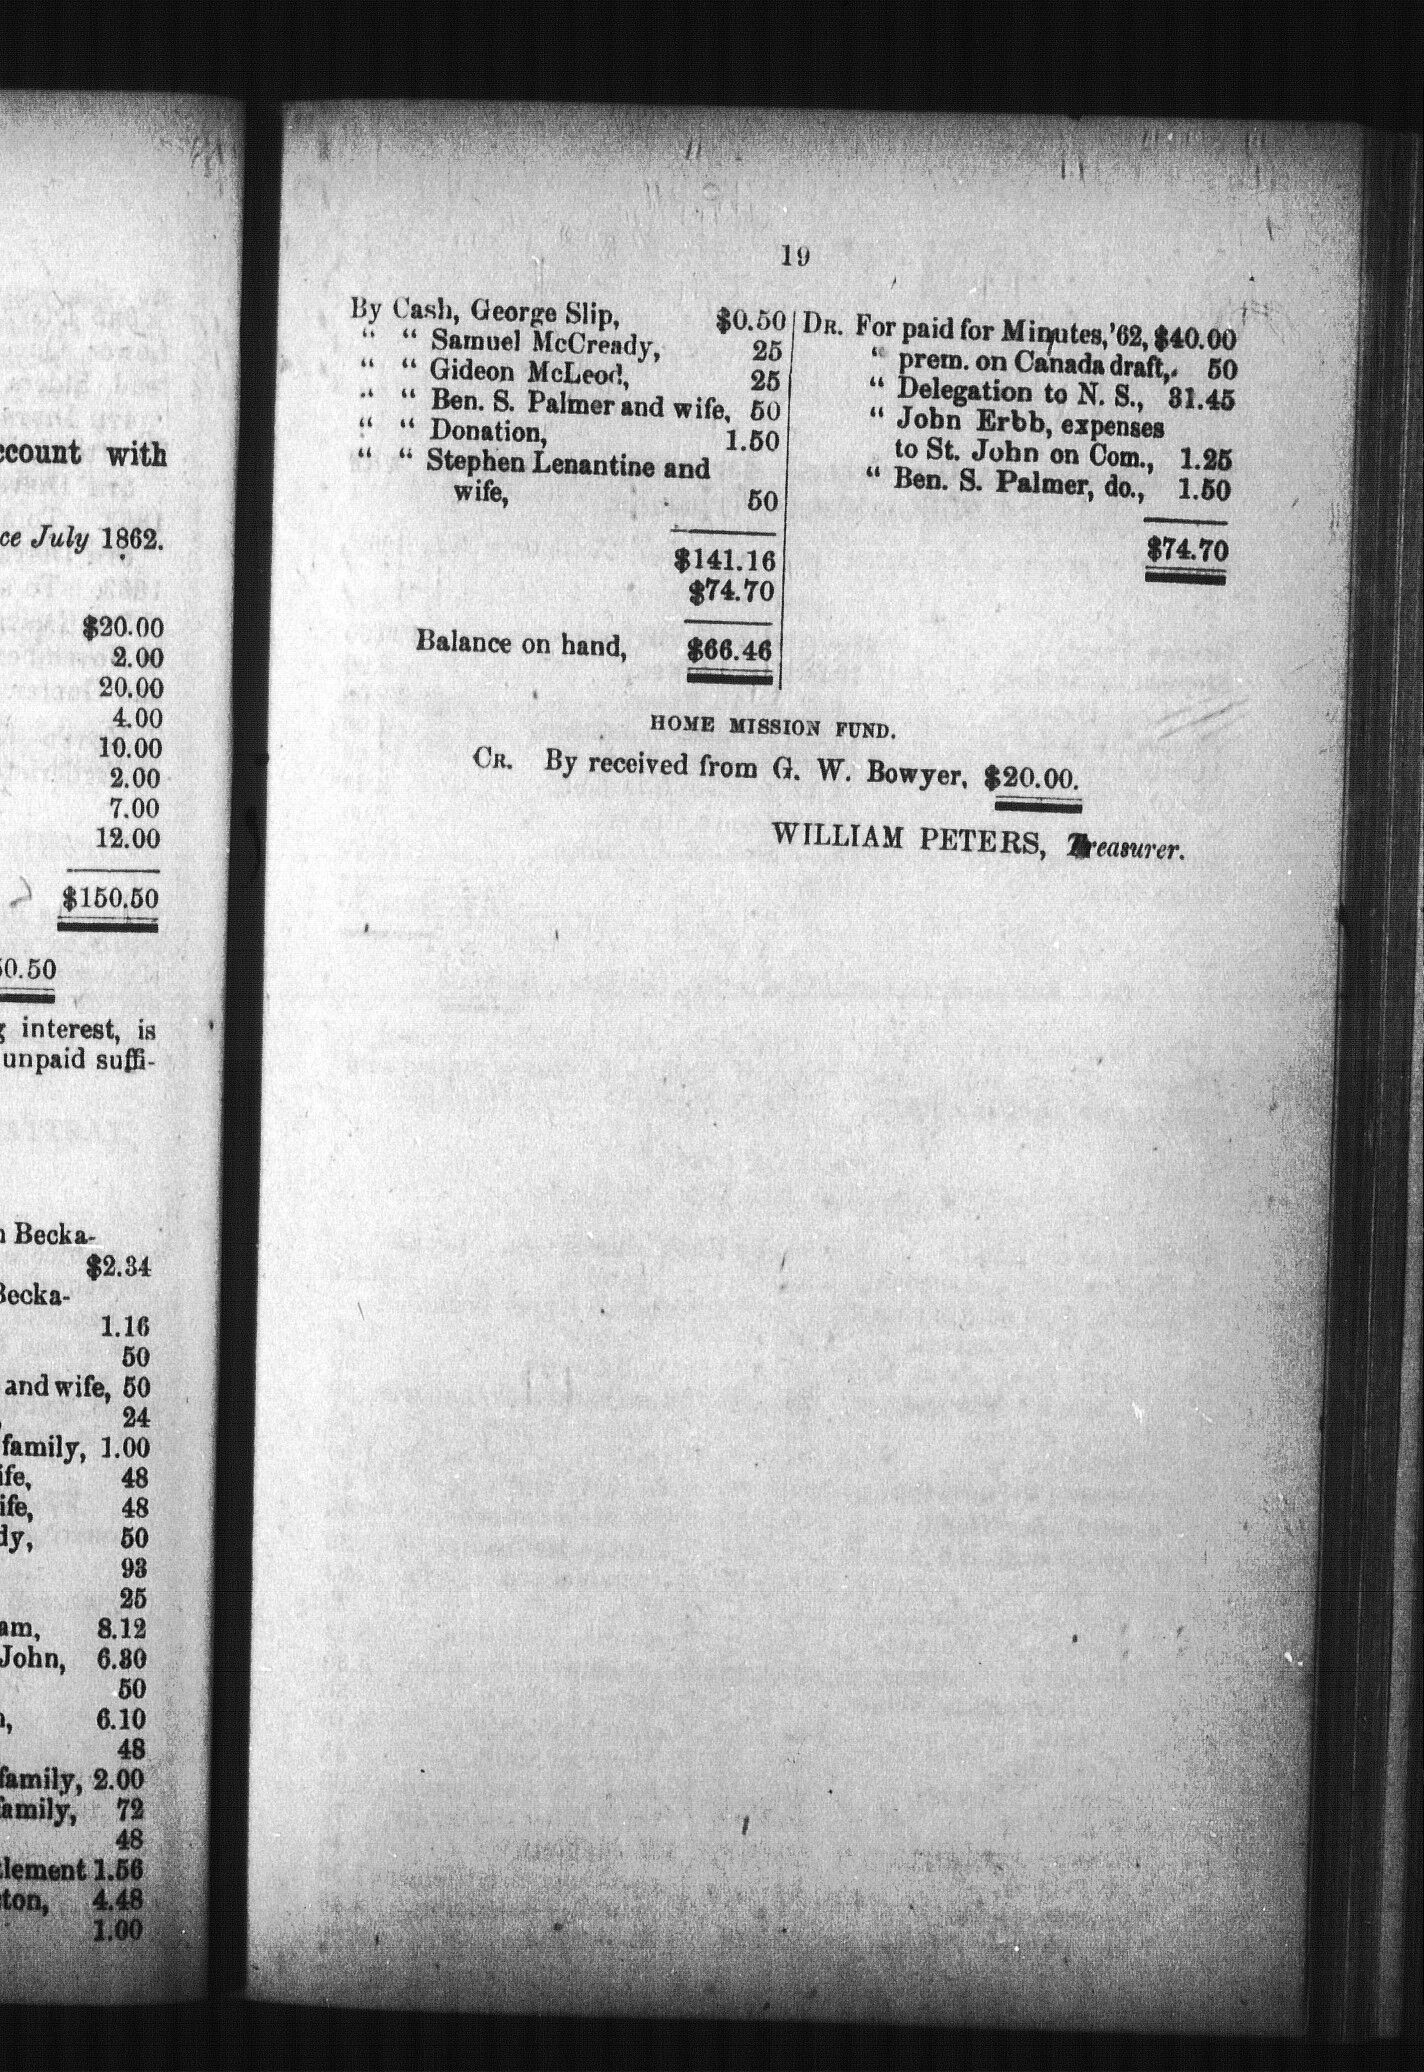 ccount with
ce July 1862.
$20.00
2.00
20.00
4.00
10.00
2.00
7.00
12.00
$150.50
50.50
g interest, is
unpaid suffi-
n Becka-
$2.34
Becka-
1.16
50
and wife, 50
24
family, 1.00
ife, 48
ife, 48
dy, 50
93
25
am, 8.12
John, 6.30
50
n, 6.10
48
family, 2.00
family, 72
48
tlement 1.56
ton, 4.48
1.00
19
By Cash, George Slip, $0.50
" " Samuel McCready, 25
" " Gideon McLeod, 25
" " Ben. S. Palmer and wife, 50
" " Donation, 1.50
" " Stephen Lenantine and
wife, 50
$141.16
$74.70
Balance on hand, $66.46
DR. For paid for Minutes,'62, $40.00
" prem. on Canada draft, 50
" Delegation to N. S., 31.45
" John Erbb, expenses
to St. John on Com., 1.25
" Ben. S. Palmer, do., 1.50
$74.70
HOME MISSION FUND.
CR. By received from G. W. Bowyer, $20.00.
WILLIAM PETERS, Treasurer.